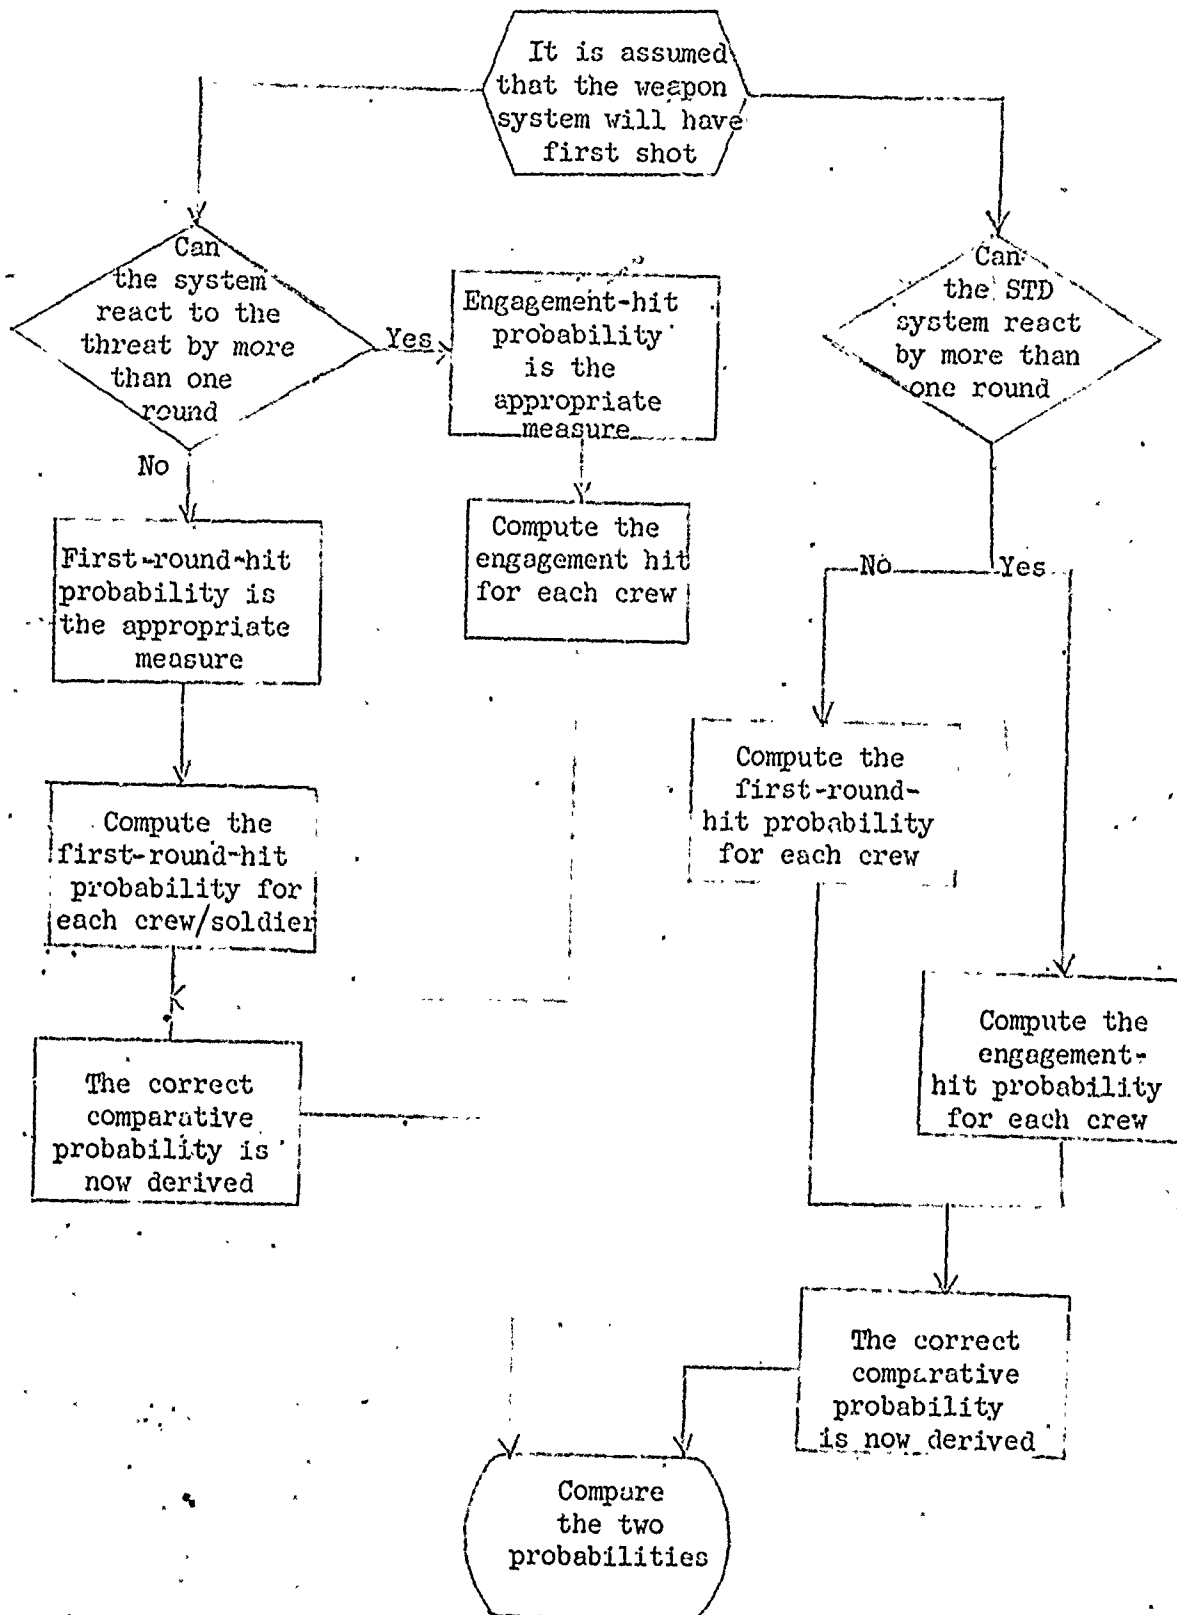 It is assumed
that the weapon
system will have
first shot
Can
the system
react to the
threat by more
than one
round
Yes
No
Engagement-hit
probability
is the
appropriate
measure
Compute the
engagement hit
for each crew
First-round-hit
probability is
the appropriate
measure
Compute the
first-round-hit
probability for
each crew/soldier
The correct
comparative
probability is
now derived
Can
the STD
system react
by more than
one round
No
Yes
Compute the
first-round-
hit probability
for each crew
Compute the
engagement-
hit probability
for each crew
The correct
comparative
probability
is now derived
Compare
the two
probabilities